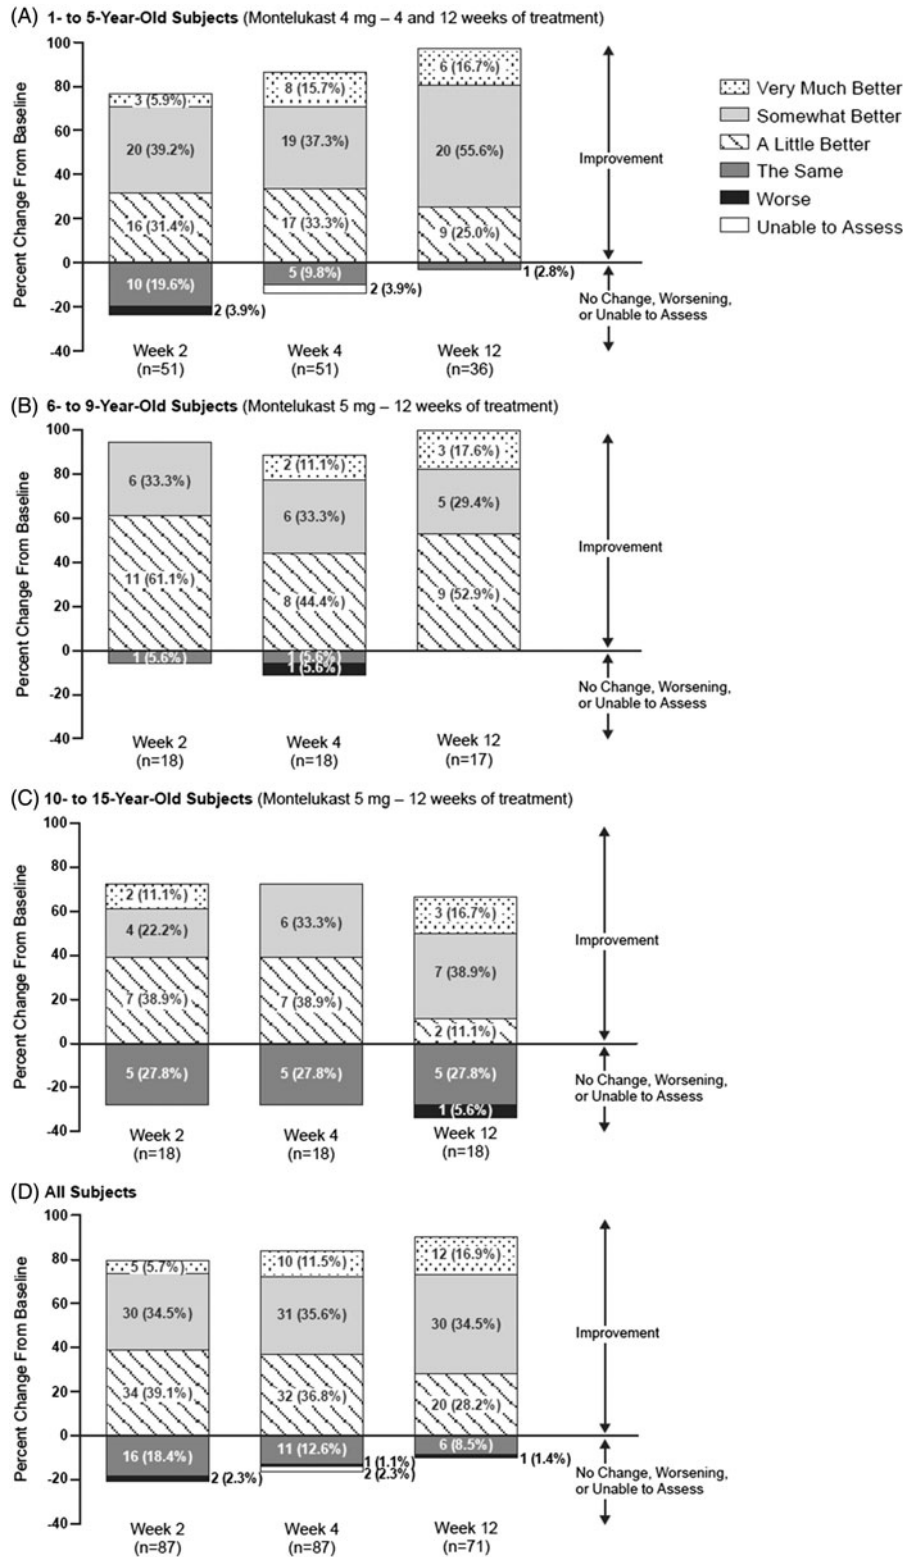 (A) 1- to 5-Year-Old Subjects (Montelukast 4 mg – 4 and 12 weeks of treatment)
Percent Change From Baseline
100
80
60
40
20
0
-20
-40
3 (5.9%)
20 (39.2%)
16 (31.4%)
10 (19.6%)
2 (3.9%)
8 (15.7%)
19 (37.3%)
17 (33.3%)
5 (9.8%)
2 (3.9%)
6 (16.7%)
20 (55.6%)
9 (25.0%)
1 (2.8%)
Week 2
(n=51)
Week 4
(n=51)
Week 12
(n=36)
Improvement
No Change, Worsening,
or Unable to Assess
Very Much Better
Somewhat Better
A Little Better
The Same
Worse
Unable to Assess
(B) 6- to 9-Year-Old Subjects (Montelukast 5 mg – 12 weeks of treatment)
Percent Change From Baseline
100
80
60
40
20
0
-20
-40
6 (33.3%)
11 (61.1%)
1 (5.6%)
2 (11.1%)
6 (33.3%)
8 (44.4%)
1 (5.6%)
1 (5.6%)
3 (17.6%)
5 (29.4%)
9 (52.9%)
Week 2
(n=18)
Week 4
(n=18)
Week 12
(n=17)
Improvement
No Change, Worsening,
or Unable to Assess
(C) 10- to 15-Year-Old Subjects (Montelukast 5 mg – 12 weeks of treatment)
Percent Change From Baseline
100
80
60
40
20
0
-20
-40
2 (11.1%)
4 (22.2%)
7 (38.9%)
5 (27.8%)
6 (33.3%)
7 (38.9%)
5 (27.8%)
3 (16.7%)
7 (38.9%)
2 (11.1%)
5 (27.8%)
1 (5.6%)
Week 2
(n=18)
Week 4
(n=18)
Week 12
(n=18)
Improvement
No Change, Worsening,
or Unable to Assess
(D) All Subjects
Percent Change From Baseline
100
80
60
40
20
0
-20
-40
5 (5.7%)
30 (34.5%)
34 (39.1%)
16 (18.4%)
2 (2.3%)
10 (11.5%)
31 (35.6%)
32 (36.8%)
11 (12.6%)
1 (1.1%)
2 (2.3%)
12 (16.9%)
30 (34.5%)
20 (28.2%)
6 (8.5%)
1 (1.4%)
Week 2
(n=87)
Week 4
(n=87)
Week 12
(n=71)
Improvement
No Change, Worsening,
or Unable to Assess